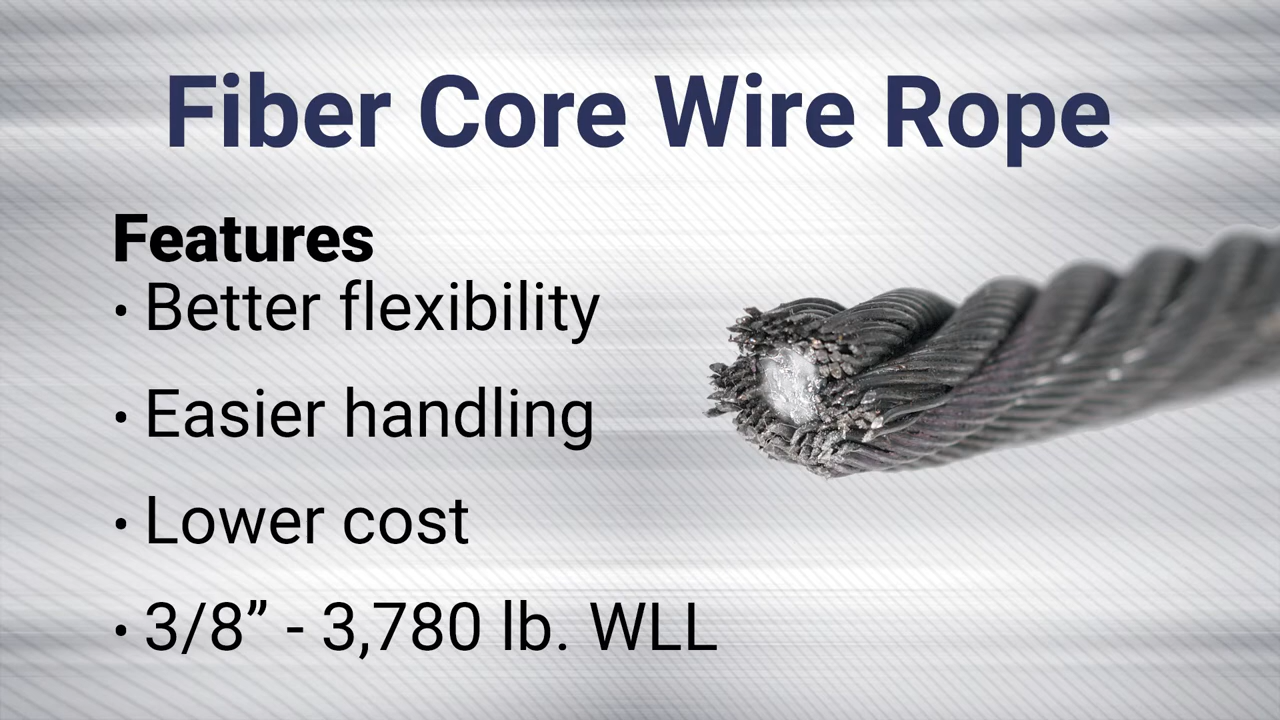 Fiber Core Wire Rope
Features
• Better flexibility
• Easier handling
• Lower cost
• 3/8” - 3,780 lb. WLL